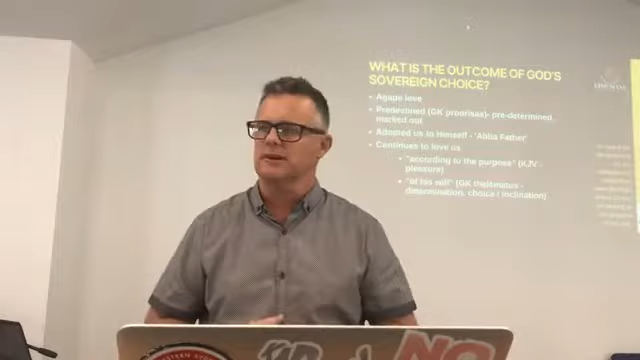 WHAT IS THE OUTCOME OF GOD'S
SOVEREIGN CHOICE?
• Agape love
• Predestined (GK proorisas)- pre-determined,
marked out
• Adopted us to Himself - 'Abba Father'
• Continues to love us
• "according to the purpose" (KJV -
pleasure)
• "of his will" (GK thelematos -
determination, choice / inclination)